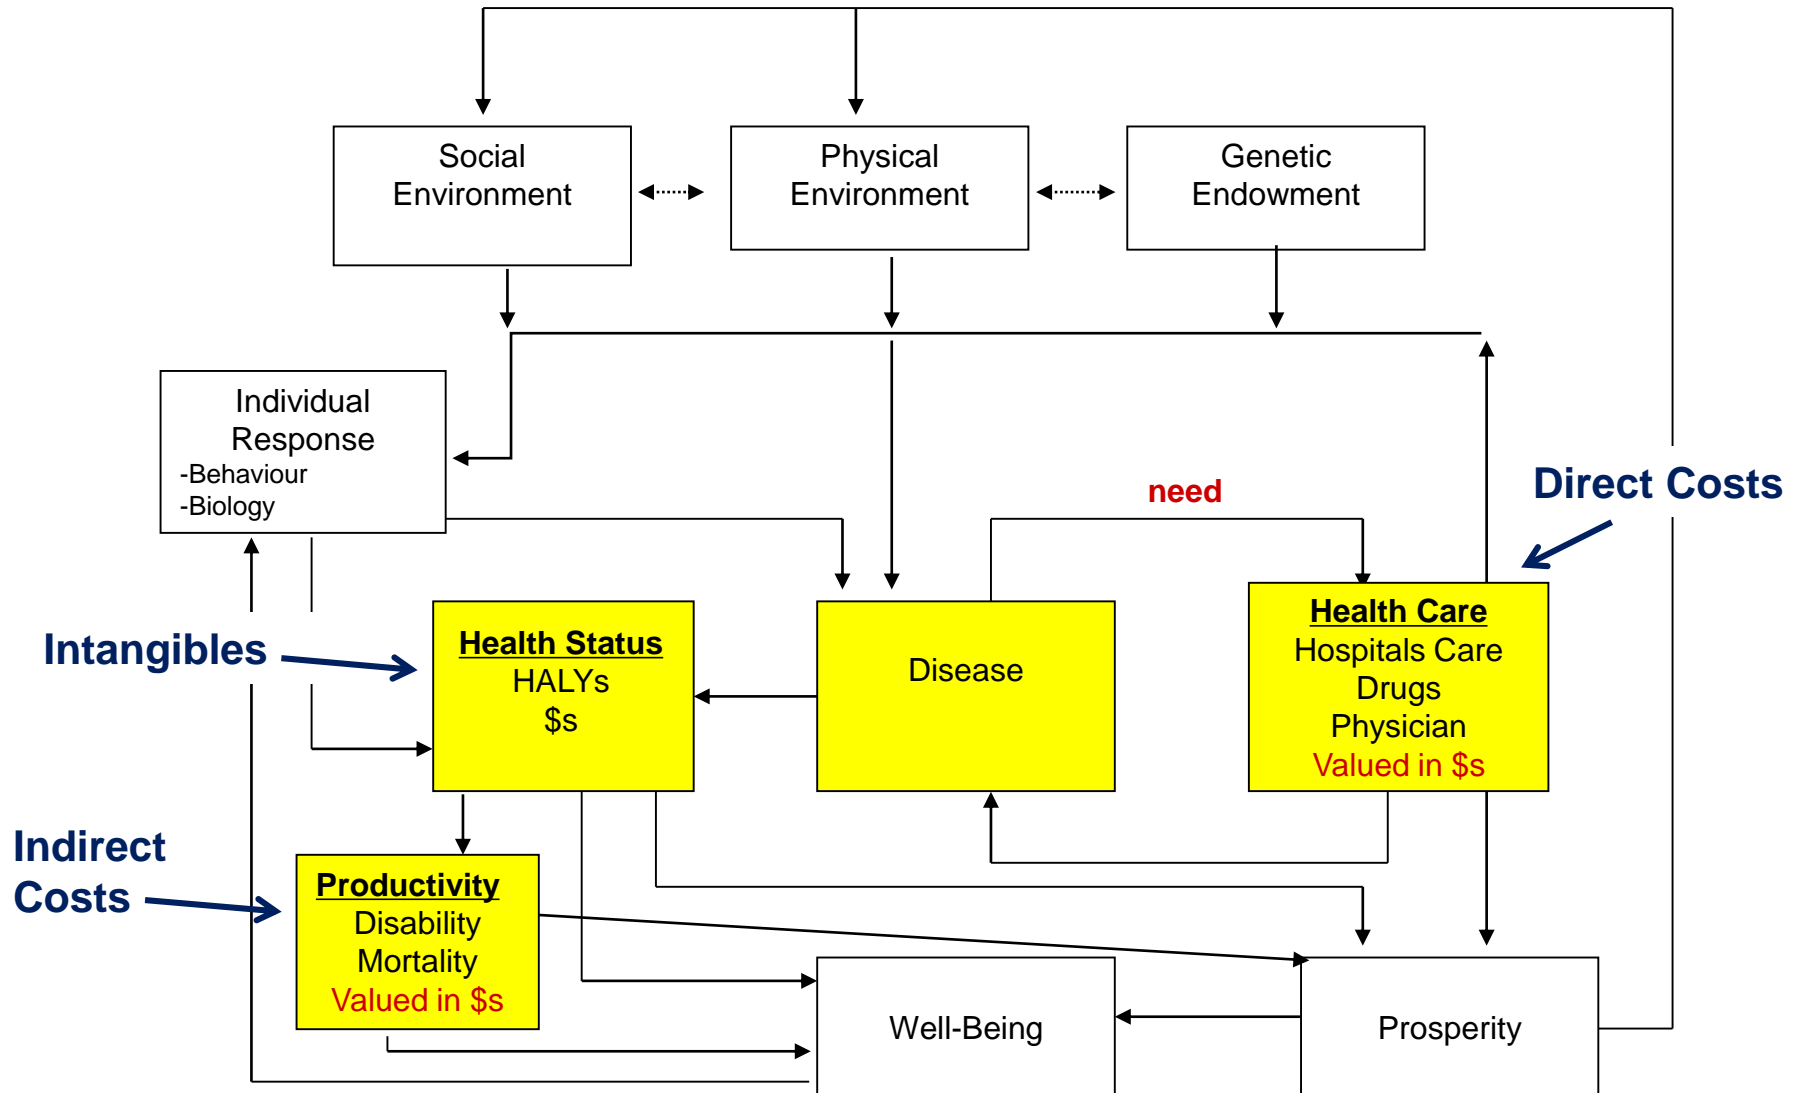 Social
Environment
Physical
Environment
Genetic
Endowment
Individual
Response
-Behaviour
-Biology
need
Direct Costs
Intangibles
Health Status
HALYs
$s
Disease
Health Care
Hospitals Care
Drugs
Physician
Valued in $s
Indirect
Costs
Productivity
Disability
Mortality
Valued in $s
Well-Being
Prosperity